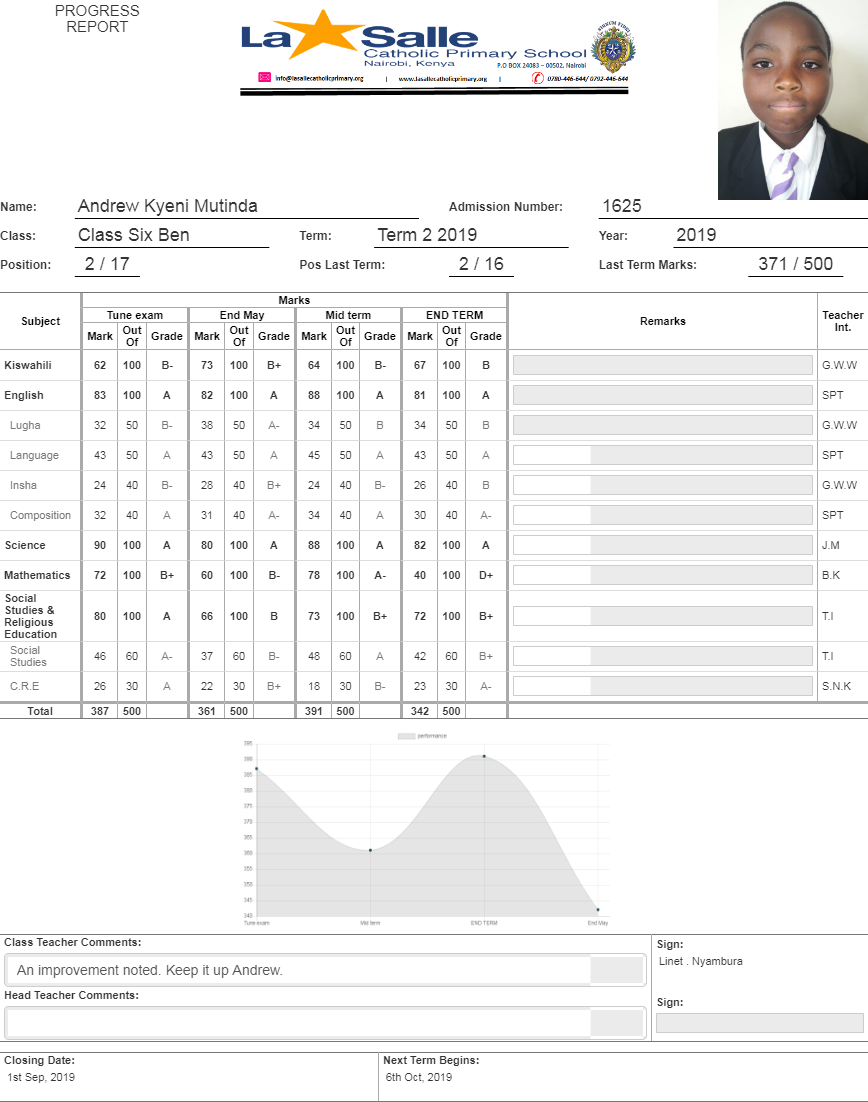 PROGRESS
REPORT
La Salle
Catholic Primary School
Nairobi, Kenya
P.O BOX 24083 – 00502, Nairobi
info@lasallecatholicprimary.org | www.lasallecatholicprimary.org | 0780-446-644/ 0792-446-644
Name: Andrew Kyeni Mutinda Admission Number: 1625
Class: Class Six Ben Term: Term 2 2019 Year: 2019
Position: 2 / 17 Pos Last Term: 2 / 16 Last Term Marks: 371 / 500
Marks
Subject Tune exam End May Mid term END TERM Remarks Teacher Int.
Mark Out Of Grade Mark Out Of Grade Mark Out Of Grade Mark Out Of Grade
Kiswahili 62 100 B- 73 100 B+ 64 100 B- 67 100 B G.W.W
English 83 100 A 82 100 A 88 100 A 81 100 A SPT
Lugha 32 50 B- 38 50 A- 34 50 B 34 50 B G.W.W
Language 43 50 A 43 50 A 45 50 A 43 50 A SPT
Insha 24 40 B- 28 40 B+ 24 40 B- 26 40 B G.W.W
Composition 32 40 A 31 40 A- 34 40 A 30 40 A- SPT
Science 90 100 A 80 100 A 88 100 A 82 100 A J.M
Mathematics 72 100 B+ 60 100 B- 78 100 A- 40 100 D+ B.K
Social
Studies &
Religious
Education 80 100 A 66 100 B 73 100 B+ 72 100 B+ T.I
Social
Studies 46 60 A- 37 60 B- 48 60 A 42 60 B+ T.I
C.R.E 26 30 A 22 30 B+ 18 30 B- 23 30 A- S.N.K
Total 387 500 361 500 391 500 342 500
performance
395
390
385
380
375
370
365
360
355
350
345
340
Tune exam Mid term END TERM End May
Class Teacher Comments: Sign:
An improvement noted. Keep it up Andrew. Linet . Nyambura
Head Teacher Comments: Sign:
Closing Date: Next Term Begins:
1st Sep, 2019 6th Oct, 2019